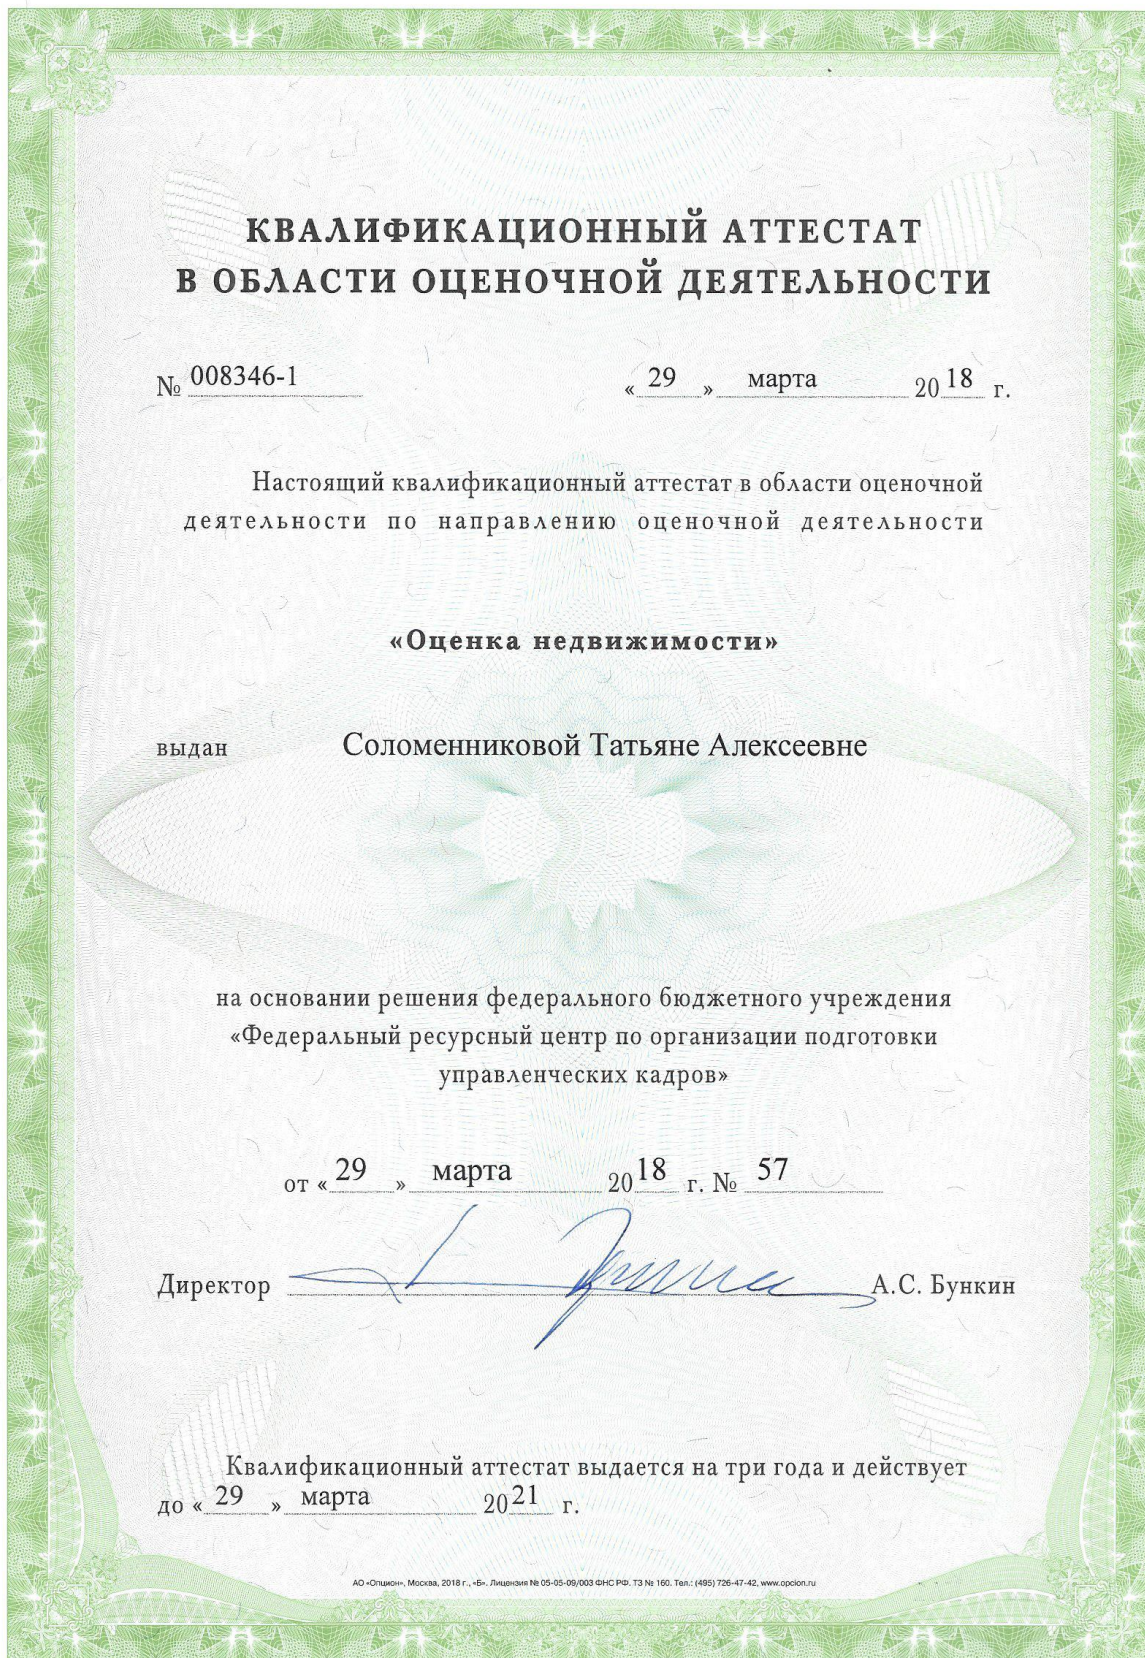 КВАЛИФИКАЦИОННЫЙ АТТЕСТАТ
В ОБЛАСТИ ОЦЕНОЧНОЙ ДЕЯТЕЛЬНОСТИ
№ 008346-1 « 29 » марта 2018 г.
Настоящий квалификационный аттестат в области оценочной
деятельности по направлению оценочной деятельности
«Оценка недвижимости»
выдан Соломенниковой Татьяне Алексеевне
на основании решения федерального бюджетного учреждения
«Федеральный ресурсный центр по организации подготовки
управленческих кадров»
от « 29 » марта 2018 г. № 57
Директор А.С. Бункин
Квалификационный аттестат выдается на три года и действует
до « 29 » марта 2021 г.
АО «Опцион», Москва, 2018 г., «Б». Лицензия № 05-05-09/003 ФНС РФ. ТЗ № 160. Тел.: (495) 726-47-42, www.opcion.ru